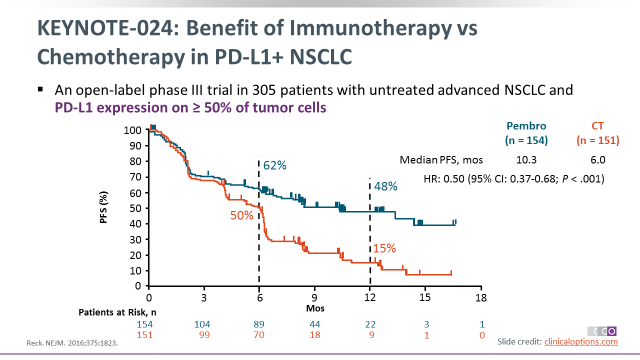 KEYNOTE-024: Benefit of Immunotherapy vs
Chemotherapy in PD-L1+ NSCLC
▪ An open-label phase III trial in 305 patients with untreated advanced NSCLC and
PD-L1 expression on ≥ 50% of tumor cells
Pembro CT
(n = 154) (n = 151)
Median PFS, mos 10.3 6.0
HR: 0.50 (95% CI: 0.37-0.68; P < .001)
PFS (%)
100
90
80
70
60
50
40
30
20
10
0
62%
50%
48%
15%
0 3 6 9 12 15 18
Mos
Patients at Risk, n
154 104 89 44 22 3 1
151 99 70 18 9 1 0
Reck. NEJM. 2016;375:1823.
CCO
Slide credit: clinicaloptions.com